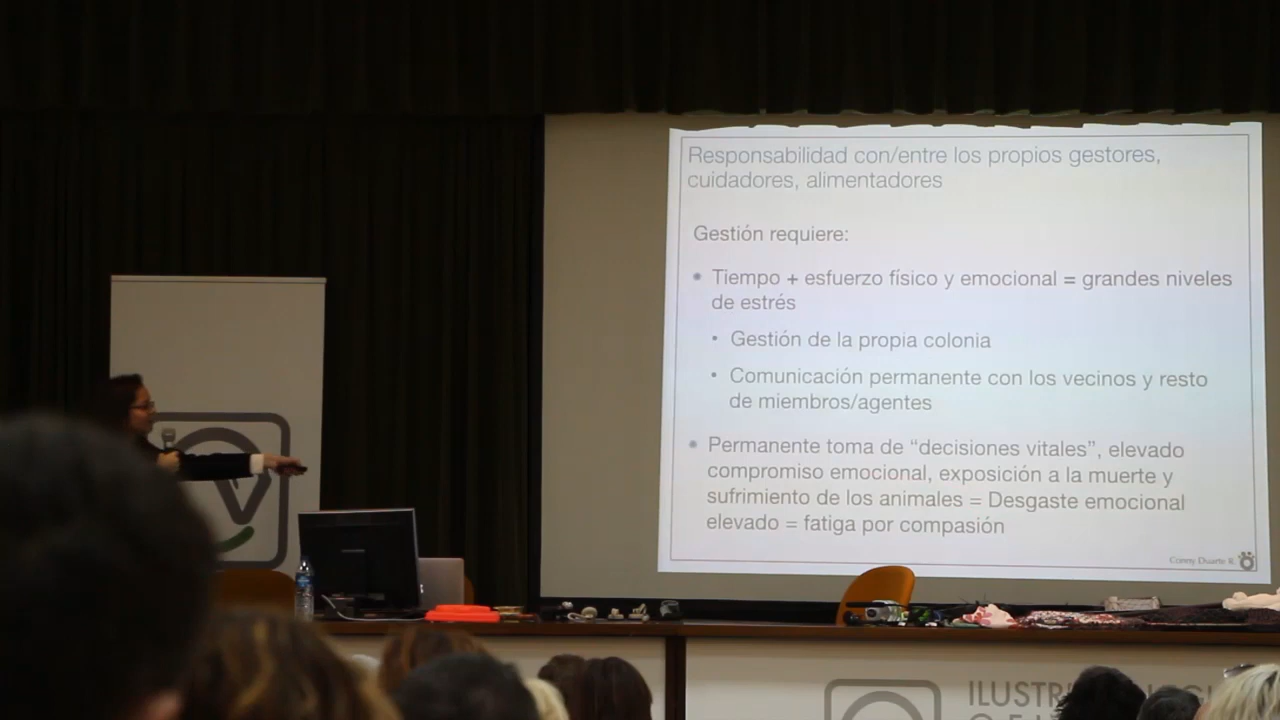 Responsabilidad con/entre los propios gestores,
cuidadores, alimentadores
Gestión requiere:
• Tiempo + esfuerzo físico y emocional = grandes niveles
de estrés
• Gestión de la propia colonia
• Comunicación permanente con los vecinos y resto
de miembros/agentes
• Permanente toma de “decisiones vitales”, elevado
compromiso emocional, exposición a la muerte y
sufrimiento de los animales = Desgaste emocional
elevado = fatiga por compasión
Conny Duarte R.